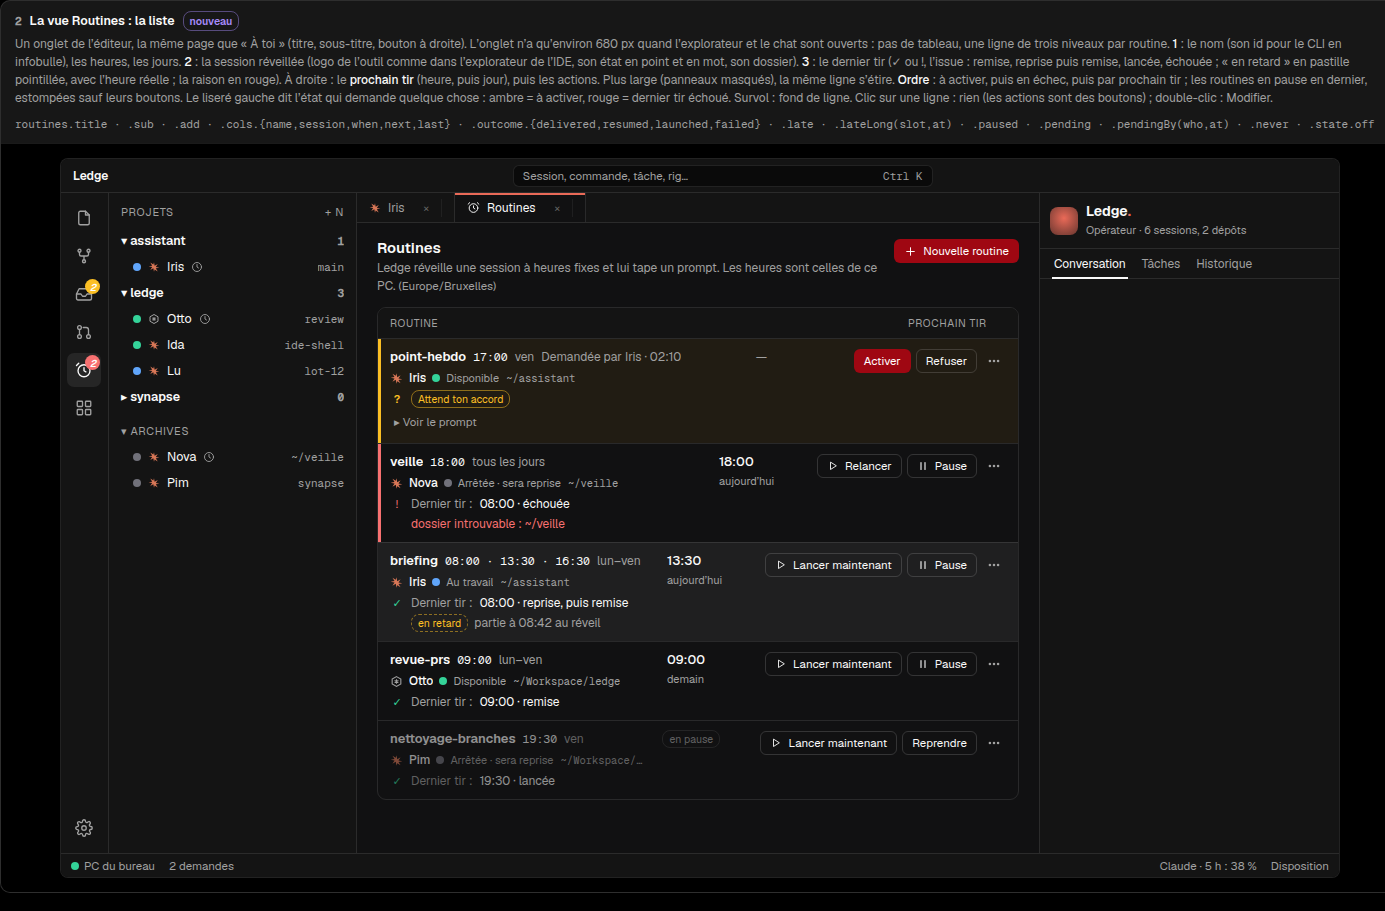 2 La vue Routines : la liste nouveau
Un onglet de l'éditeur, la même page que « À toi » (titre, sous-titre, bouton à droite). L'onglet n'a qu'environ 680 px quand l'explorateur et le chat sont ouverts : pas de tableau, une ligne de trois niveaux par routine. 1 : le nom (son id pour le CLI en
infobulle), les heures, les jours. 2 : la session réveillée (logo de l'outil comme dans l'explorateur de l'IDE, son état en point et en mot, son dossier). 3 : le dernier tir (✓ ou !, l'issue : remise, reprise puis remise, lancée, échouée ; « en retard » en pastille
pointillée, avec l'heure réelle ; la raison en rouge). À droite : le prochain tir (heure, puis jour), puis les actions. Plus large (panneaux masqués), la même ligne s'étire. Ordre : à activer, puis en échec, puis par prochain tir ; les routines en pause en dernier,
estompées sauf leurs boutons. Le liseré gauche dit l'état qui demande quelque chose : ambre = à activer, rouge = dernier tir échoué. Survol : fond de ligne. Clic sur une ligne : rien (les actions sont des boutons) ; double-clic : Modifier.
routines.title · .sub · .add · .cols.{name,session,when,next,last} · .outcome.{delivered,resumed,launched,failed} · .late · .lateLong(slot,at) · .paused · .pending · .pendingBy(who,at) · .never · .state.off
Ledge
Session, commande, tâche, rig… Ctrl K
PROJETS + N
▾ assistant 1
Iris main
▾ ledge 3
Otto review
Ida ide-shell
Lu lot-12
▸ synapse 0
▾ ARCHIVES
Nova ~/veille
Pim synapse
2
2
Iris ×
Routines ×
Routines
Ledge réveille une session à heures fixes et lui tape un prompt. Les heures sont celles de ce
PC. (Europe/Bruxelles)
+ Nouvelle routine
ROUTINE PROCHAIN TIR
point-hebdo 17:00 ven Demandée par Iris · 02:10 — Activer Refuser ···
Iris Disponible ~/assistant
? Attend ton accord
▸ Voir le prompt
veille 18:00 tous les jours 18:00 Relancer Pause ···
Nova Arrêtée · sera reprise ~/veille aujourd'hui
! Dernier tir : 08:00 · échouée
dossier introuvable : ~/veille
briefing 08:00 · 13:30 · 16:30 lun–ven 13:30 Lancer maintenant Pause ···
Iris Au travail ~/assistant aujourd'hui
✓ Dernier tir : 08:00 · reprise, puis remise
en retard partie à 08:42 au réveil
revue-prs 09:00 lun–ven 09:00 Lancer maintenant Pause ···
Otto Disponible ~/Workspace/ledge demain
✓ Dernier tir : 09:00 · remise
nettoyage-branches 19:30 ven en pause Lancer maintenant Reprendre ···
Pim Arrêtée · sera reprise ~/Workspace/…
✓ Dernier tir : 19:30 · lancée
Ledge.
Opérateur · 6 sessions, 2 dépôts
Conversation Tâches Historique
PC du bureau 2 demandes
Claude · 5 h : 38 % Disposition